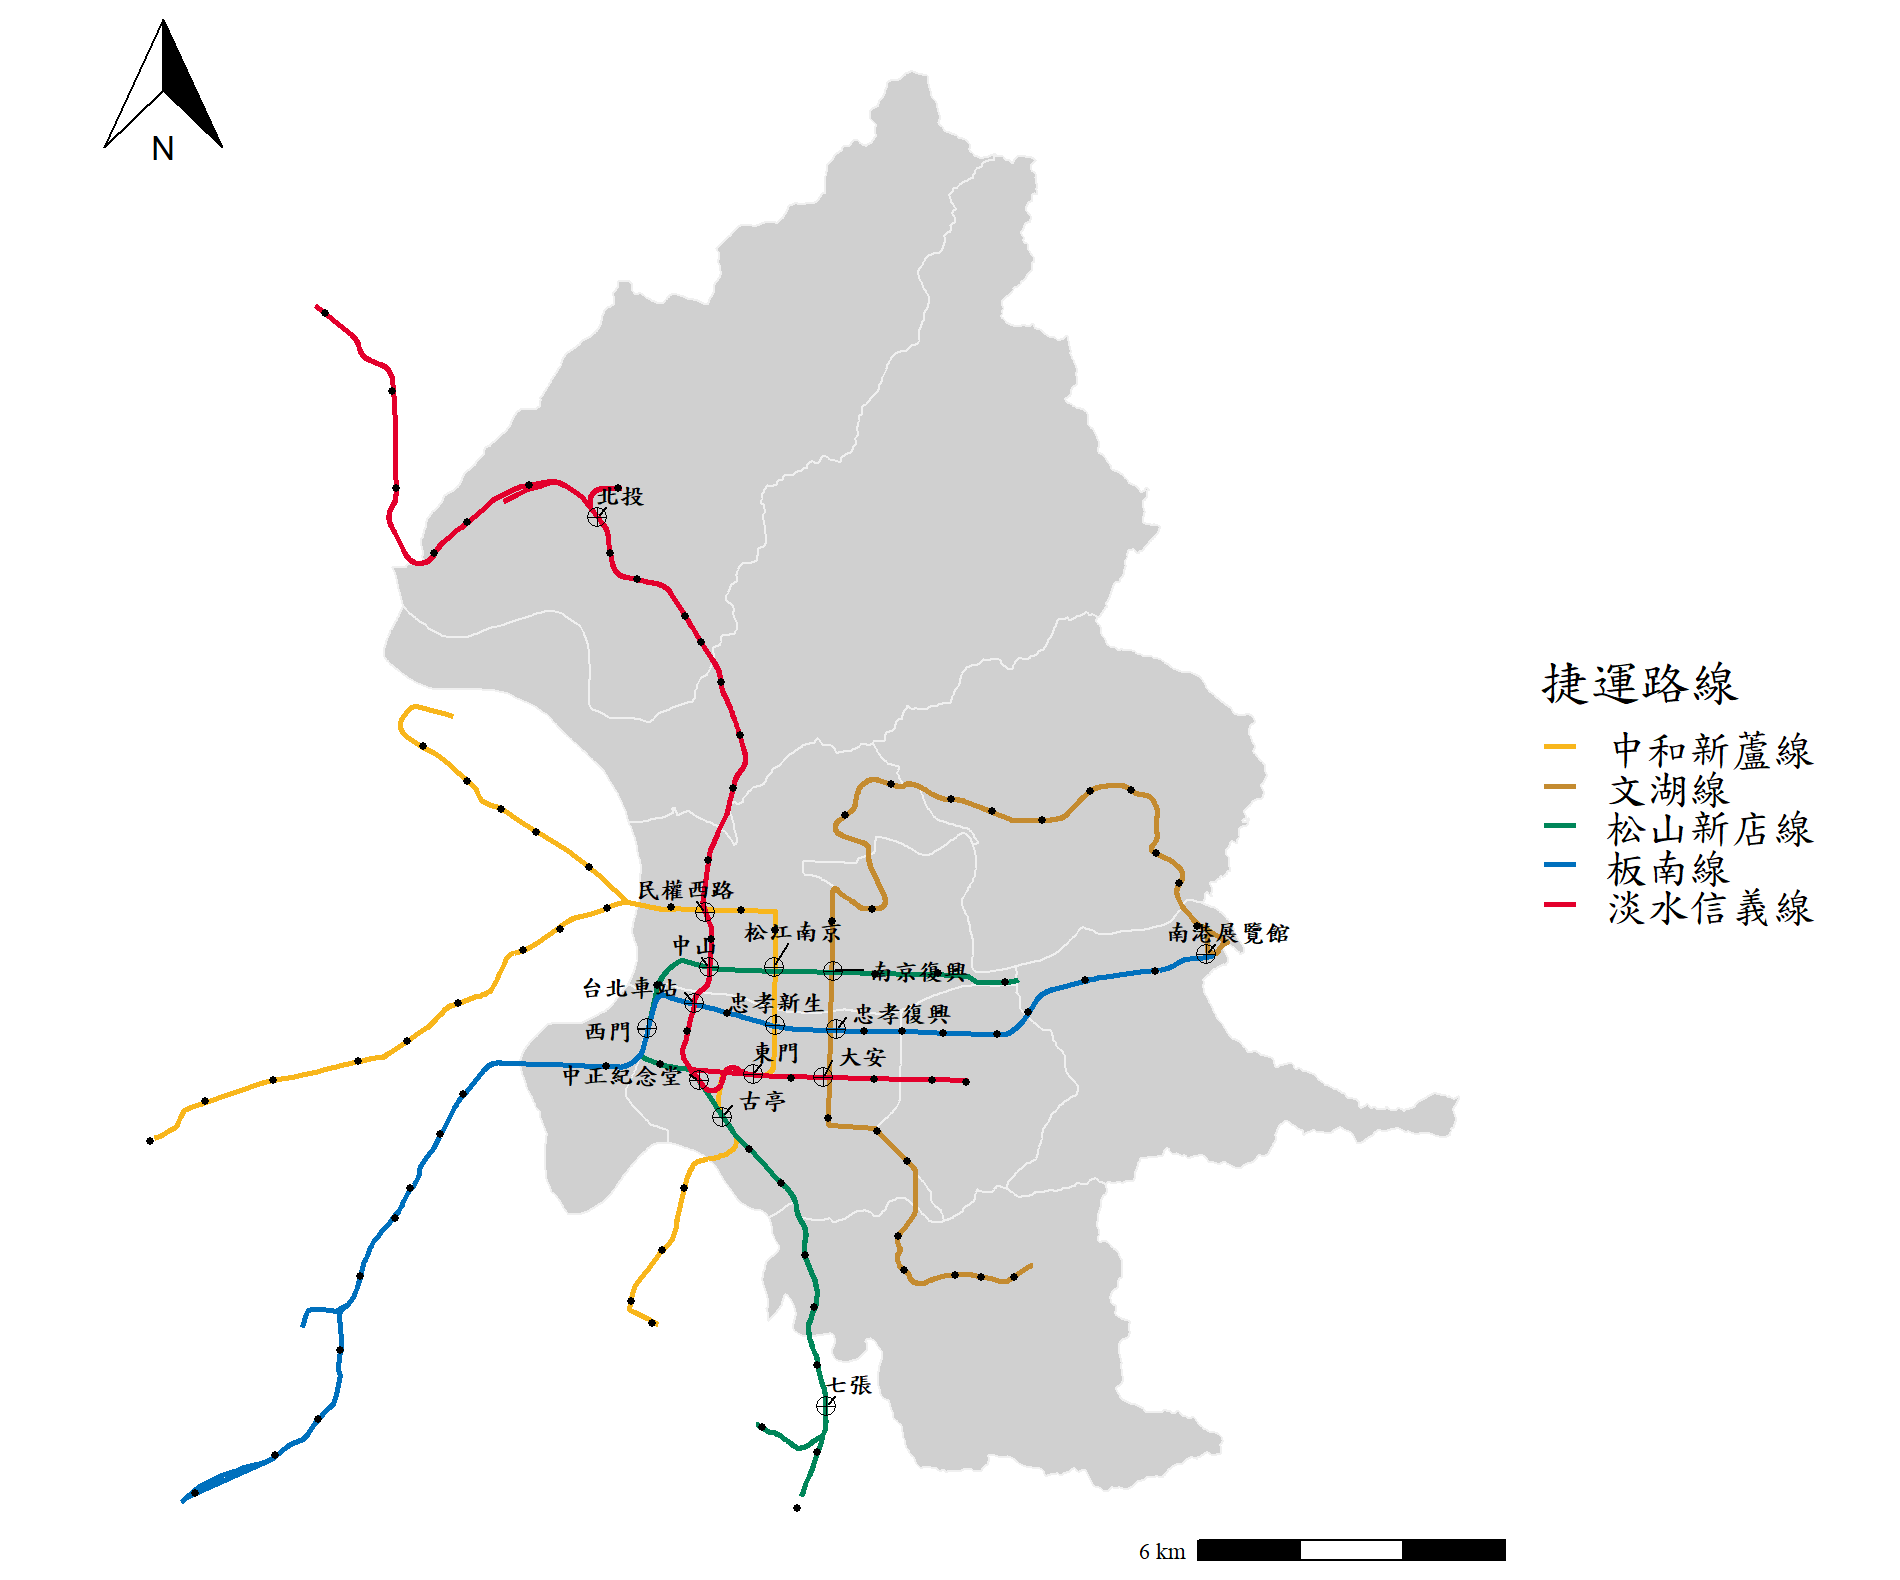 N
北投
捷運路線
中和新蘆線
文湖線
松山新店線
板南線
淡水信義線
民權西路
松江南京
中山
南港展覽館
南京復興
台北車站
忠孝新生
忠孝復興
西門
東門
大安
中正紀念堂
古亭
七張
6 km